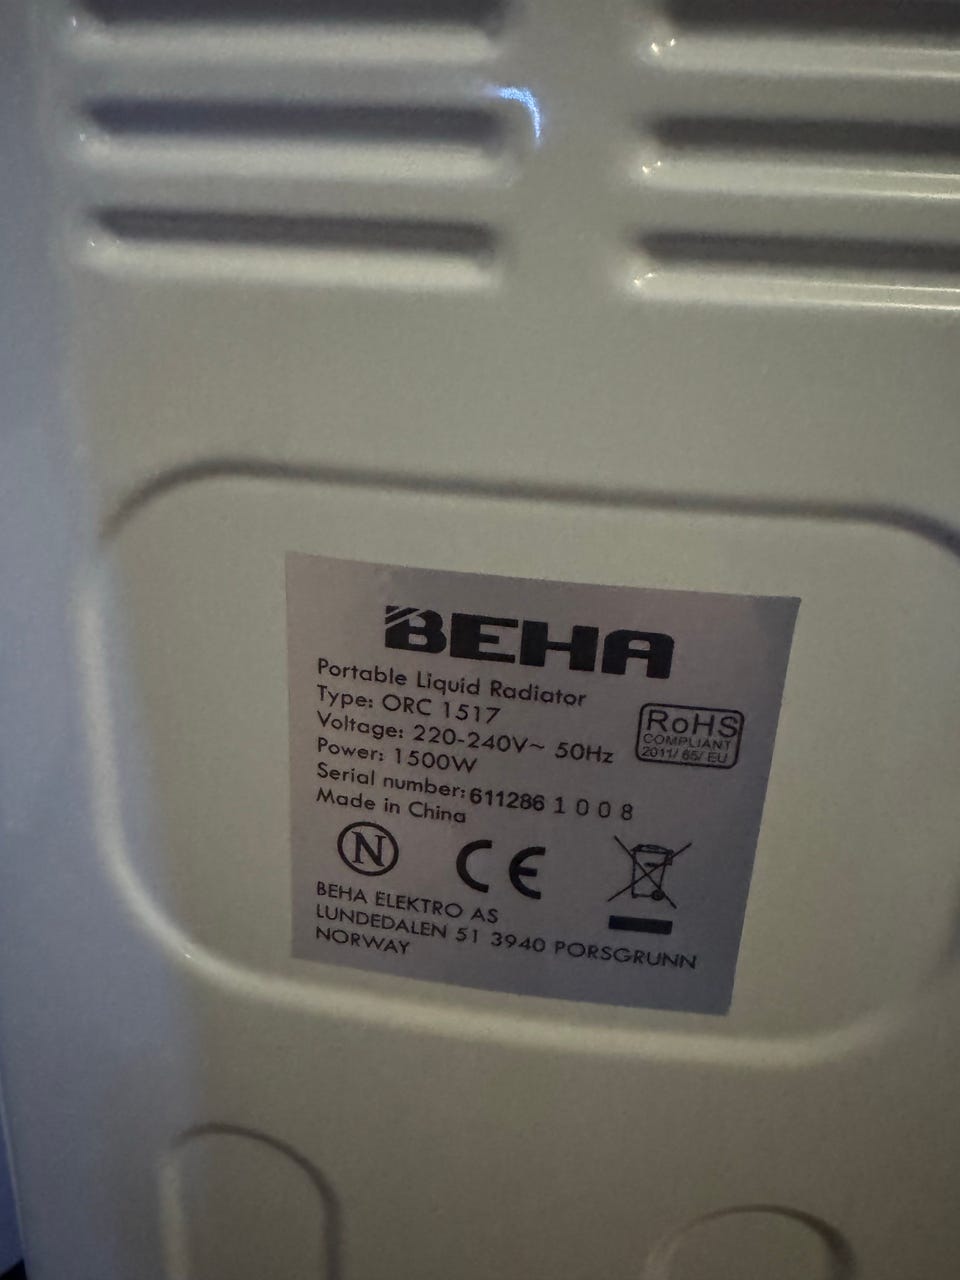 BEHA
Portable Liquid Radiator
Type: ORC 1517
Voltage: 220-240V~ 50Hz
Power: 1500W
Serial number: 611286 1 0 0 8
Made in China
RoHS
COMPLIANT
2011/ 65/ EU
N
CE
BEHA ELEKTRO AS
LUNDEDALEN 51 3940 PORSGRUNN
NORWAY